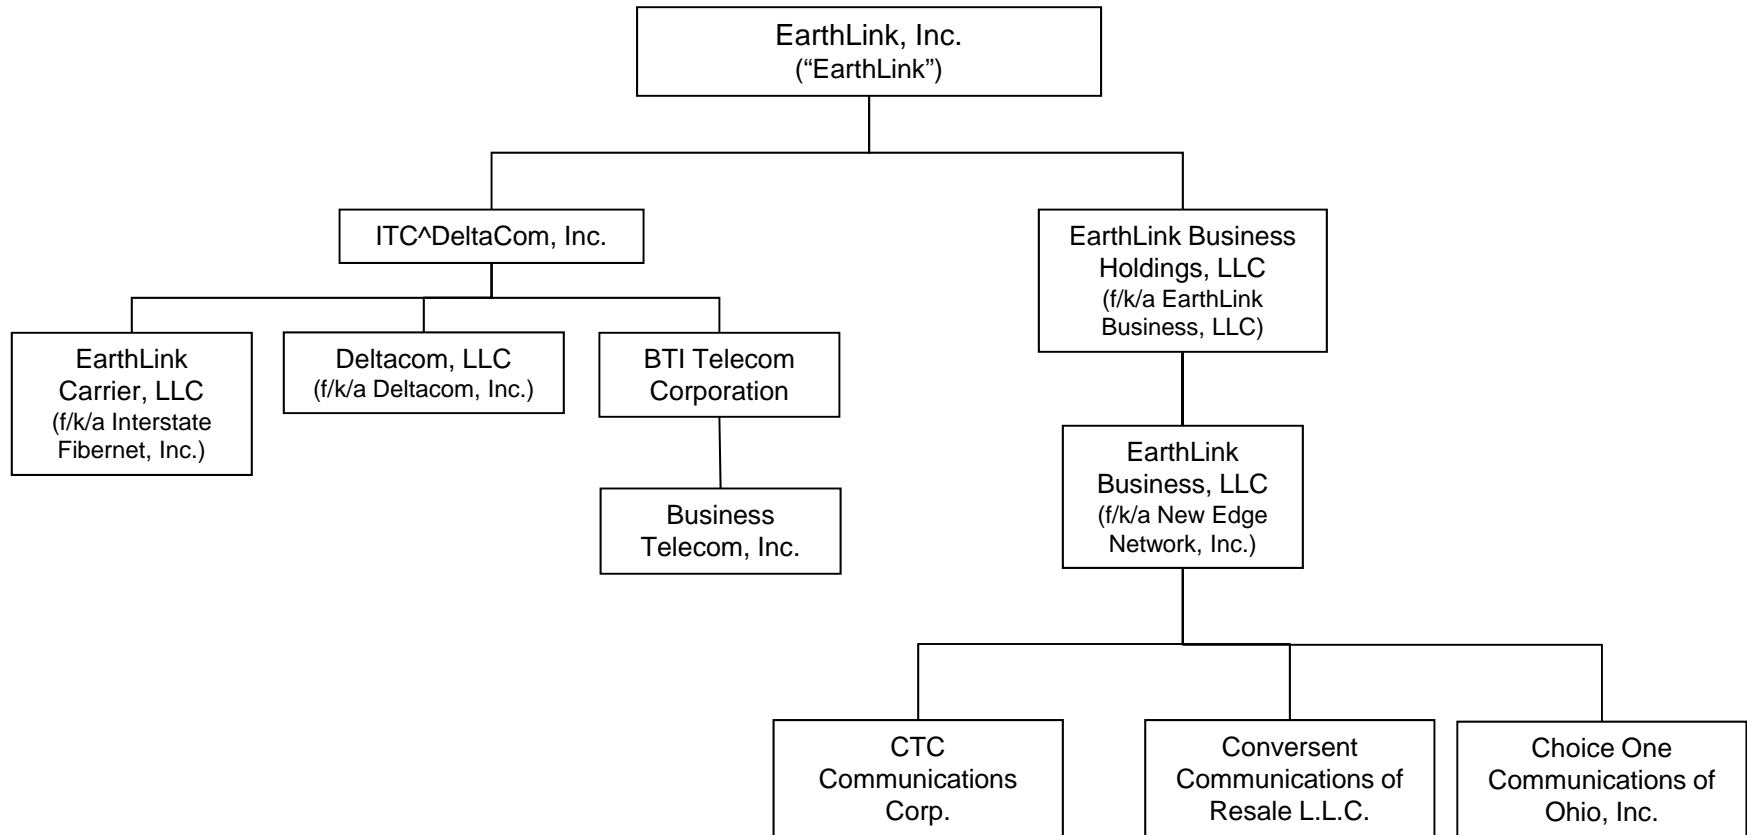 EarthLink, Inc.
(“EarthLink”)
ITC^DeltaCom, Inc.
EarthLink Business
Holdings, LLC
(f/k/a EarthLink
Business, LLC)
EarthLink
Carrier, LLC
(f/k/a Interstate
Fibernet, Inc.)
Deltacom, LLC
(f/k/a Deltacom, Inc.)
BTI Telecom
Corporation
Business
Telecom, Inc.
EarthLink
Business, LLC
(f/k/a New Edge
Network, Inc.)
CTC
Communications
Corp.
Conversent
Communications of
Resale L.L.C.
Choice One
Communications of
Ohio, Inc.